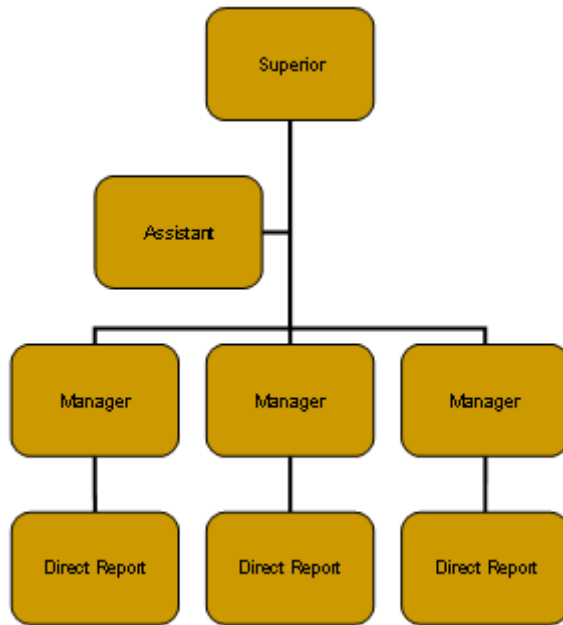 Superior
Assistant
Manager
Manager
Manager
Direct Report
Direct Report
Direct Report